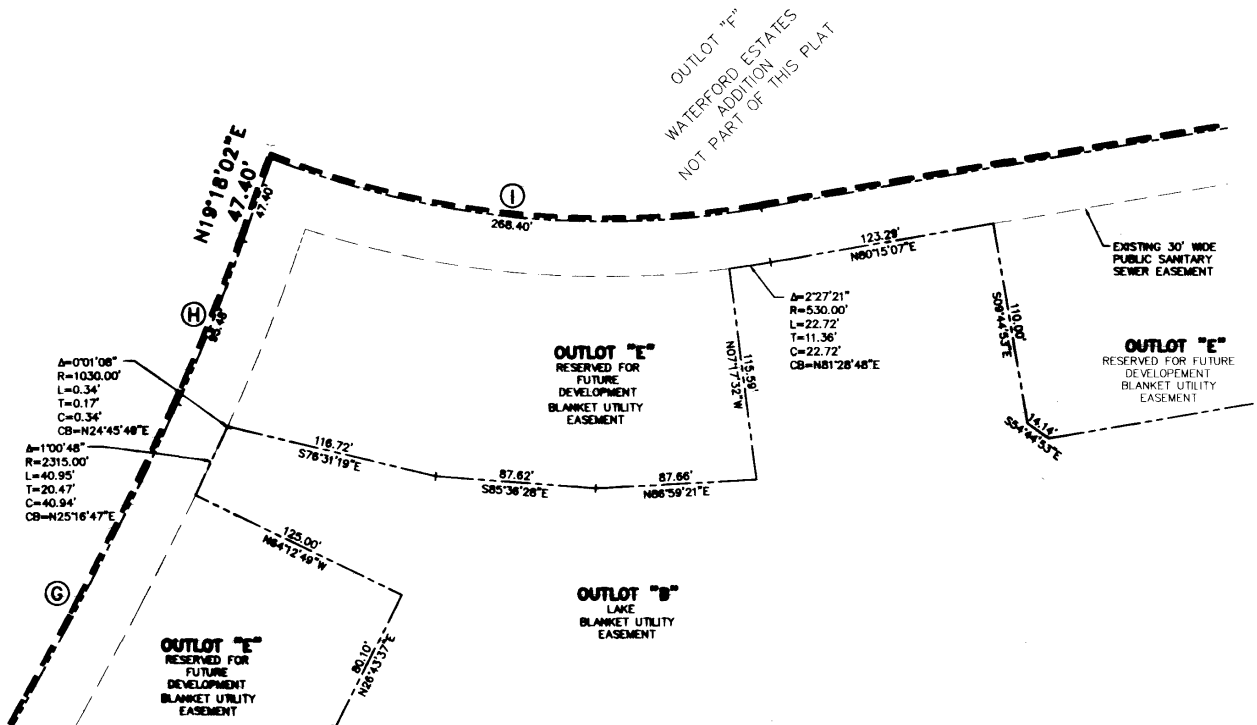 OUTLOT "F"
WATERFORD ESTATES
ADDITION
NOT PART OF THIS PLAT
N19°18'02"E
47.40'
47.40'
I
268.40'
123.29'
N80°15'07"E
EXISTING 30' WIDE
PUBLIC SANITARY
SEWER EASEMENT
H
Δ=0°01'08"
R=1030.00'
L=0.34'
T=0.17'
C=0.34'
CB=N24°45'49"E
Δ=1°00'48"
R=2315.00'
L=40.95'
T=20.47'
C=40.94'
CB=N25°16'47"E
Δ=2°27'21"
R=530.00'
L=22.72'
T=11.36'
C=22.72'
CB=N81°28'48"E
OUTLOT "E"
RESERVED FOR
FUTURE
DEVELOPMENT
BLANKET UTILITY
EASEMENT
115.59'
N07°17'32"W
110.00'
S09°44'53"E
OUTLOT "E"
RESERVED FOR FUTURE
DEVELOPEMENT
BLANKET UTILITY
EASEMENT
14.14'
S54°44'53"E
116.72'
S76°31'19"E
87.62'
S85°36'28"E
87.66'
N86°59'21"E
125.00'
N64°12'49"W
G
OUTLOT "B"
LAKE
BLANKET UTILITY
EASEMENT
80.10'
N26°43'37"E
OUTLOT "E"
RESERVED FOR
FUTURE
DEVELOPMENT
BLANKET UTILITY
EASEMENT